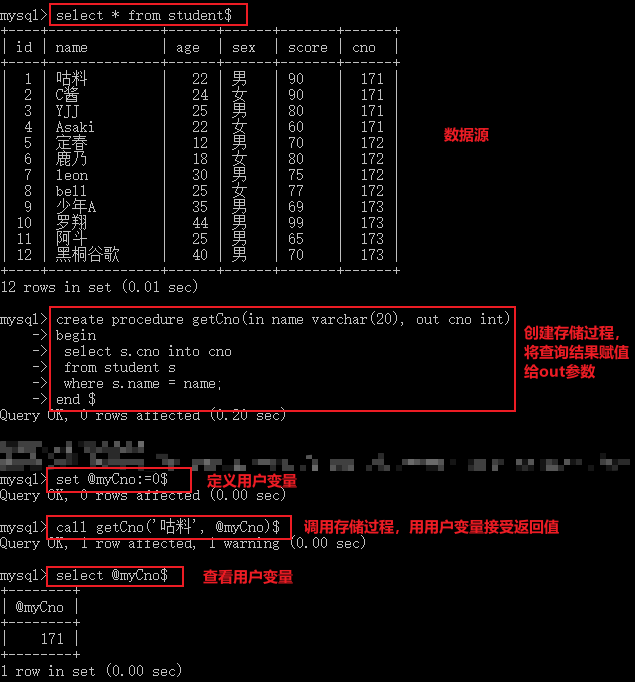 mysql> select * from student$
| id | name | age | sex | score | cno |
| 1 | 咕料 | 22 | 男 | 90 | 171 |
| 2 | C酱 | 24 | 女 | 90 | 171 |
| 3 | YJJ | 25 | 男 | 80 | 171 |
| 4 | Asaki | 22 | 女 | 60 | 171 |
| 5 | 定春 | 12 | 男 | 70 | 172 |
| 6 | 鹿乃 | 18 | 女 | 80 | 172 |
| 7 | leon | 30 | 男 | 75 | 172 |
| 8 | bell | 25 | 女 | 77 | 172 |
| 9 | 少年A | 35 | 男 | 69 | 173 |
| 10 | 罗翔 | 44 | 男 | 99 | 173 |
| 11 | 阿斗 | 25 | 男 | 65 | 173 |
| 12 | 黑桐谷歌 | 40 | 男 | 70 | 173 |
数据源
12 rows in set (0.01 sec)
mysql> create procedure getCno(in name varchar(20), out cno int)
-> begin
-> select s.cno into cno
-> from student s
-> where s.name = name;
-> end $
创建存储过程,
将查询结果赋值
给out参数
Query OK, 0 rows affected (0.20 sec)
mysql> set @myCno:=0$
定义用户变量
Query OK, 0 rows affected (0.00 sec)
mysql> call getCno('咕料', @myCno)$
调用存储过程，用用户变量接受返回值
Query OK, 1 row affected, 1 warning (0.00 sec)
mysql> select @myCno$
查看用户变量
| @myCno |
| 171 |
1 row in set (0.00 sec)